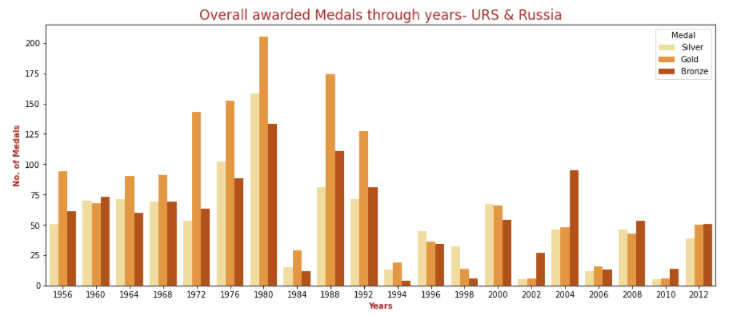 Overall awarded Medals through years- URS & Russia
Medal
Silver
Gold
Bronze
No. of Medals
200
175
150
125
100
75
50
25
0
1956 1960 1964 1968 1972 1976 1980 1984 1988 1992 1994 1996 1998 2000 2002 2004 2006 2008 2010 2012
Years